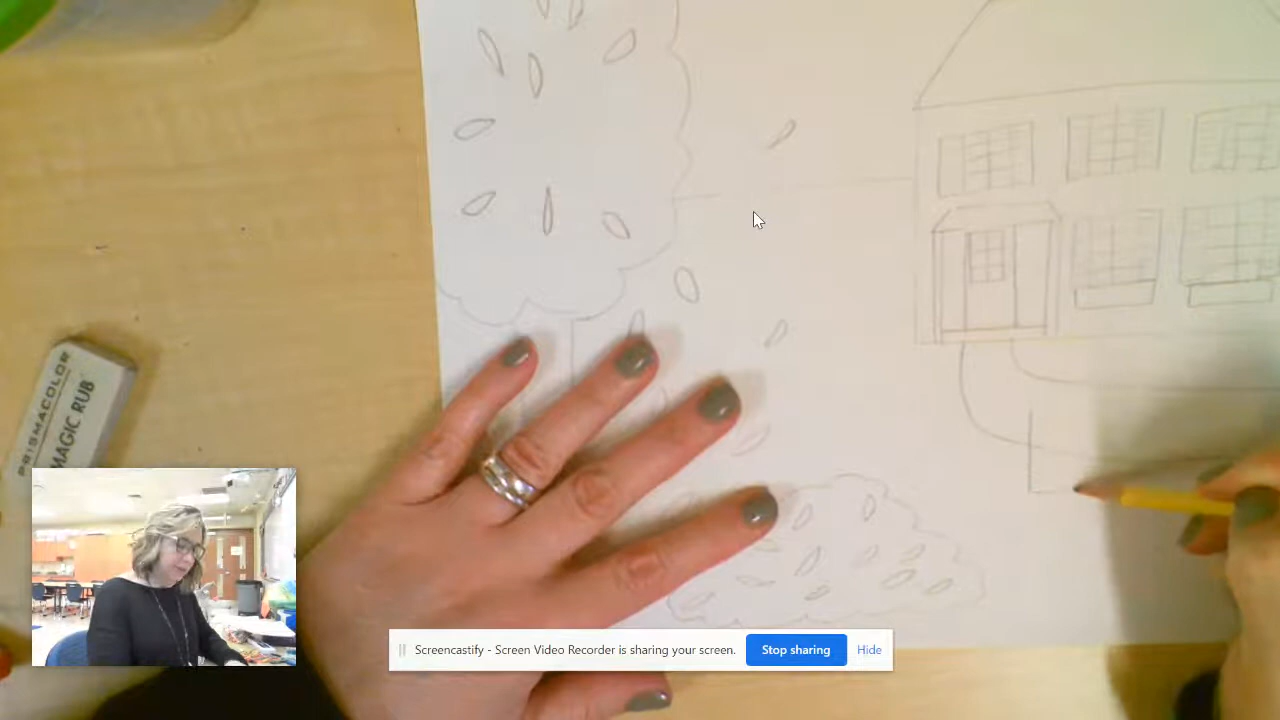 PRISMACOLOR
MAGIC RUB
Screencastify - Screen Video Recorder is sharing your screen.
Stop sharing
Hide